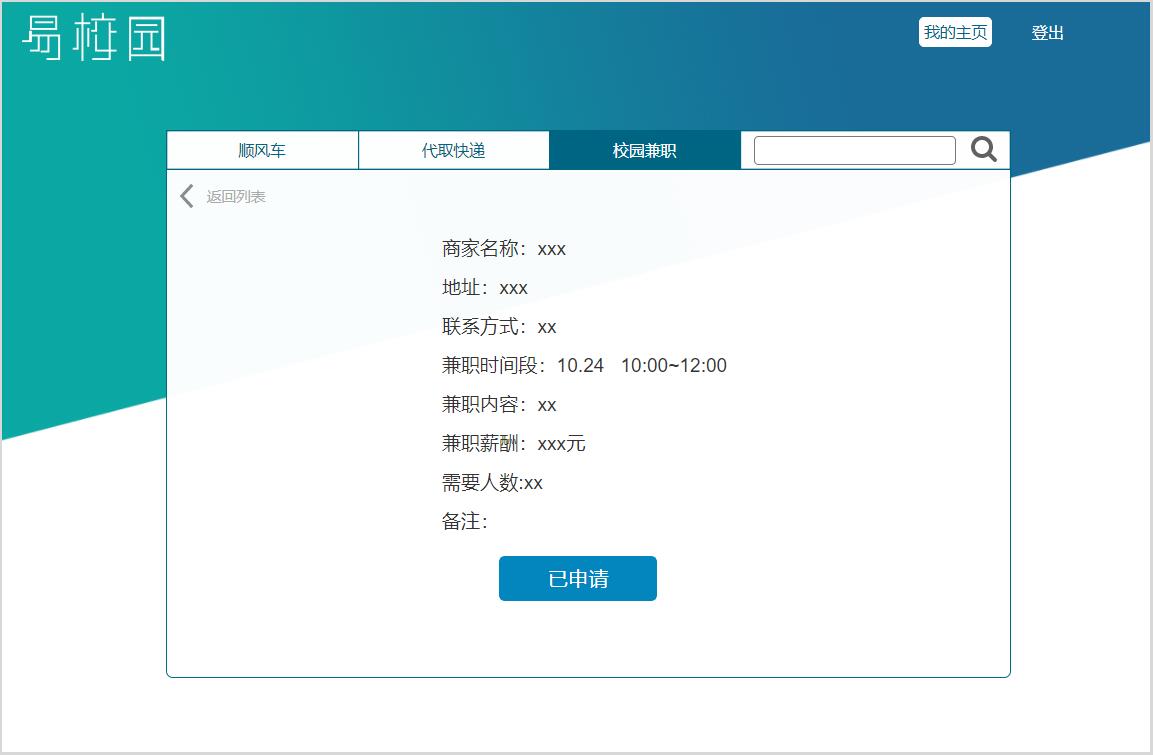 易校园
我的主页 登出
顺风车 代取快递 校园兼职
返回列表
商家名称：xxx
地址：xxx
联系方式：xx
兼职时间段：10.24 10:00~12:00
兼职内容：xx
兼职薪酬：xxx元
需要人数:xx
备注：
已申请